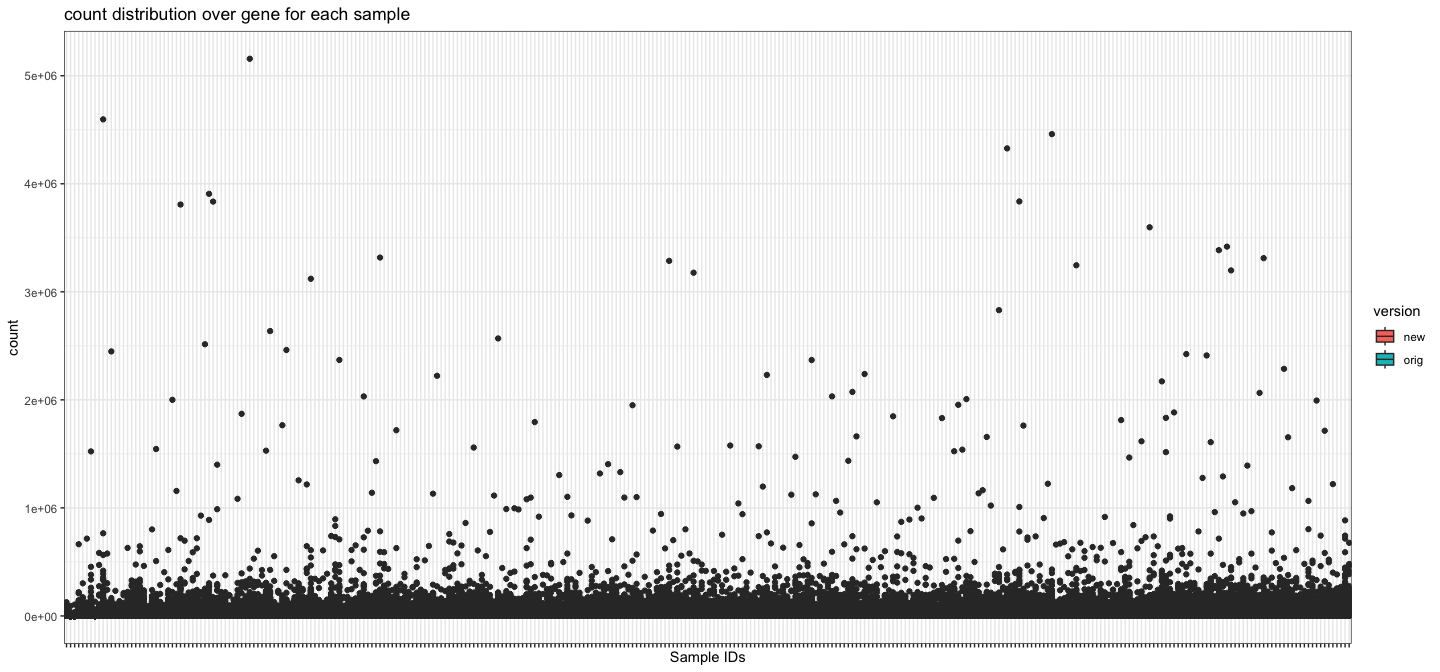 count distribution over gene for each sample
5e+06
4e+06
3e+06
2e+06
1e+06
0e+00
count
Sample IDs
version
new
orig